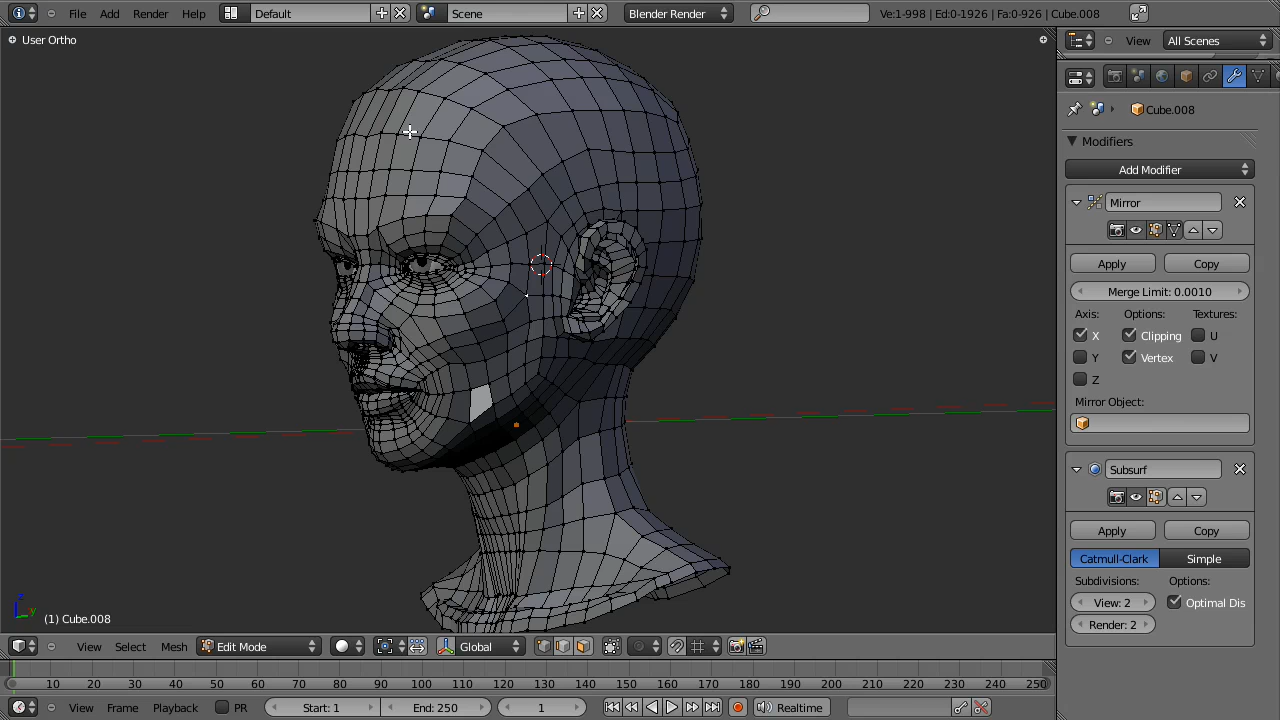 File Add Render Help Default Scene Blender Render Ve:1-998 | Ed:0-1926 | Fa:0-926 | Cube.008
User Ortho
View All Scenes
Cube.008
Modifiers
Add Modifier
Mirror
Apply Copy
Merge Limit: 0.0010
Axis: Options: Textures:
X Clipping U
Y Vertex V
Z
Mirror Object:
Subsurf
Apply Copy
Catmull-Clark Simple
Subdivisions: Options:
View: 2 Optimal Dis
Render: 2
z
y
(1) Cube.008
View Select Mesh Edit Mode Global
10 20 30 40 50 60 70 80 90 100 110 120 130 140 150 160 170 180 190 200 210 220 230 240 250
View Frame Playback PR Start: 1 End: 250 1 Realtime